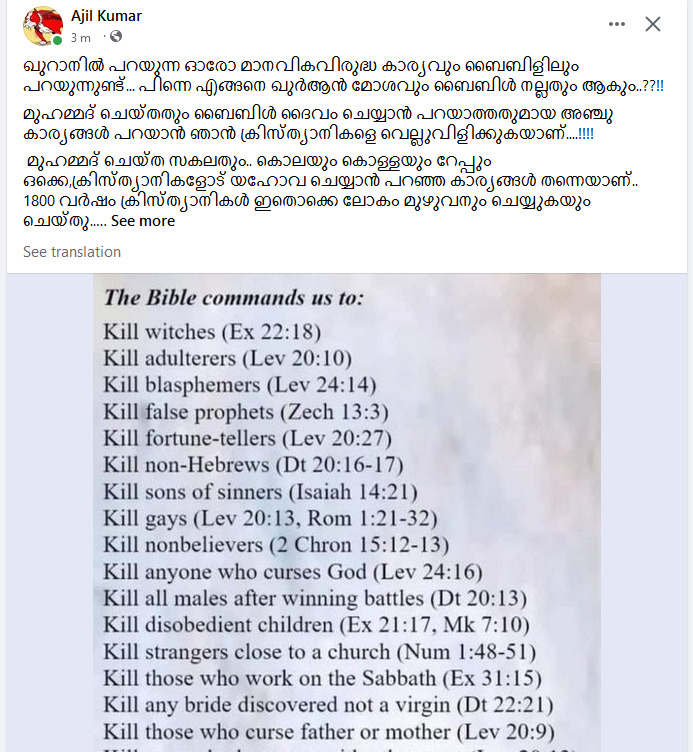 Ajil Kumar
3 m
ഖുറാനിൽ പറയുന്ന ഓരോ മാനവികവിരുദ്ധ കാര്യവും ബൈബിളിലും
പറയുന്നുണ്ട്... പിന്നെ എങ്ങനെ ഖുർആൻ മോശവും ബൈബിൾ നല്ലതും ആകും..??!!
മുഹമ്മദ് ചെയ്തതും ബൈബിൾ ദൈവം ചെയ്യാൻ പറയാത്തതുമായ അഞ്ചു
കാര്യങ്ങൾ പറയാൻ ഞാൻ ക്രിസ്ത്യാനികളെ വെല്ലുവിളിക്കുകയാണ്....!!!!
മുഹമ്മദ് ചെയ്ത സകലതും.. കൊലയും കൊള്ളയും റേപ്പും
ഒക്കെ,ക്രിസ്ത്യാനികളോട് യഹോവ ചെയ്യാൻ പറഞ്ഞ കാര്യങ്ങൾ തന്നെയാണ്..
1800 വർഷം ക്രിസ്ത്യാനികൾ ഇതൊക്കെ ലോകം മുഴുവനും ചെയ്യുകയും
ചെയ്തു..... See more
See translation
The Bible commands us to:
Kill witches (Ex 22:18)
Kill adulterers (Lev 20:10)
Kill blasphemers (Lev 24:14)
Kill false prophets (Zech 13:3)
Kill fortune-tellers (Lev 20:27)
Kill non-Hebrews (Dt 20:16-17)
Kill sons of sinners (Isaiah 14:21)
Kill gays (Lev 20:13, Rom 1:21-32)
Kill nonbelievers (2 Chron 15:12-13)
Kill anyone who curses God (Lev 24:16)
Kill all males after winning battles (Dt 20:13)
Kill disobedient children (Ex 21:17, Mk 7:10)
Kill strangers close to a church (Num 1:48-51)
Kill those who work on the Sabbath (Ex 31:15)
Kill any bride discovered not a virgin (Dt 22:21)
Kill those who curse father or mother (Lev 20:9)